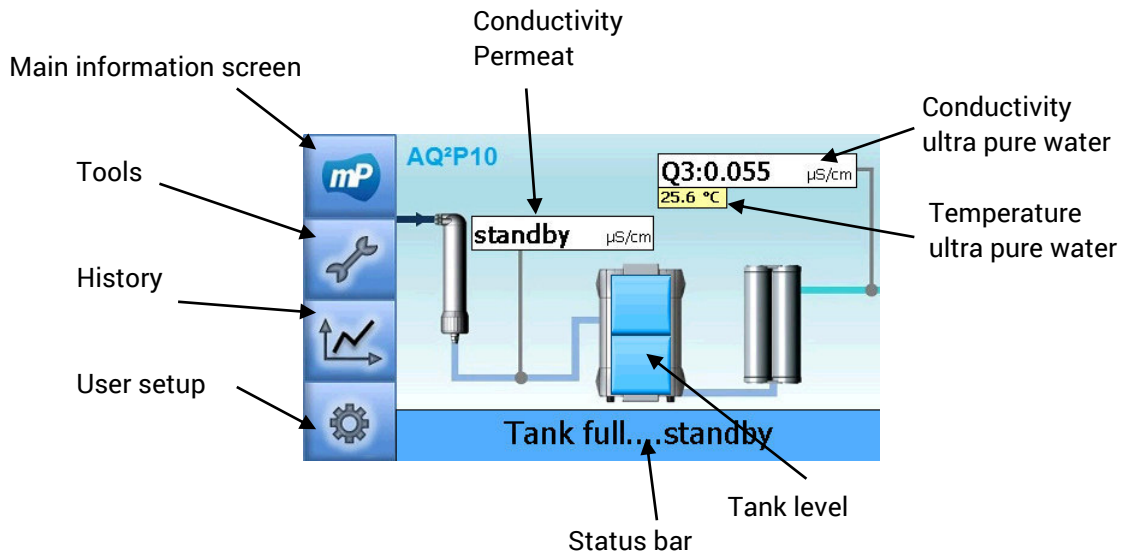 Conductivity
Permeat
Main information screen
Conductivity
ultra pure water
Tools
mP
AQ²P10
Q3:0.055 µS/cm
25.6 °C
Temperature
ultra pure water
standby µS/cm
History
User setup
Tank full....standby
Tank level
Status bar